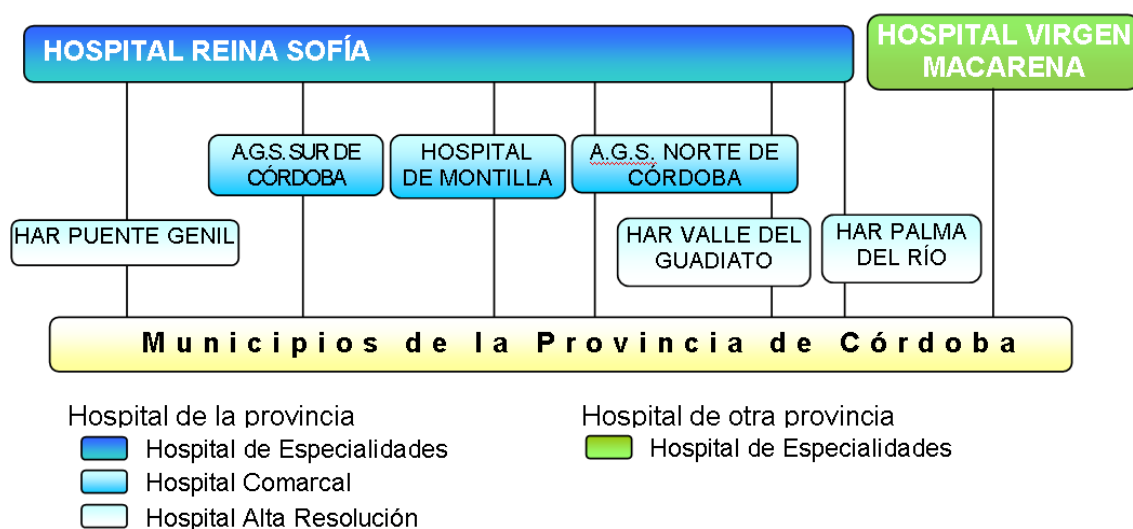 HOSPITAL REINA SOFÍA
HOSPITAL VIRGEN
MACARENA
A.G.S. SUR DE
CÓRDOBA
HOSPITAL
DE MONTILLA
A.G.S. NORTE DE
CÓRDOBA
HAR PUENTE GENIL
HAR VALLE DEL
GUADIATO
HAR PALMA
DEL RÍO
Municipios de la Provincia de Córdoba
Hospital de la provincia
Hospital de Especialidades
Hospital Comarcal
Hospital Alta Resolución
Hospital de otra provincia
Hospital de Especialidades